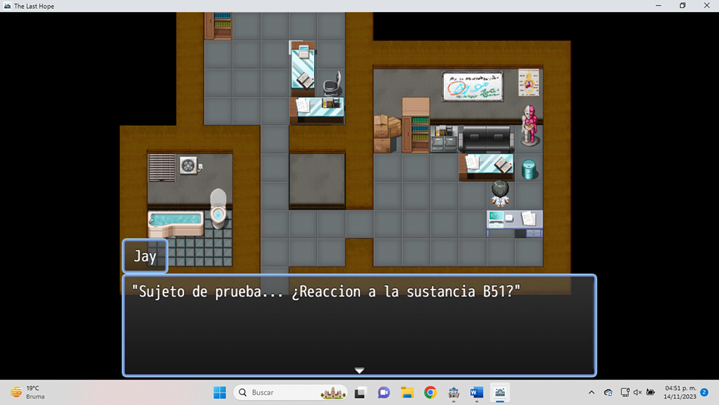 The Last Hope
Jay
"Sujeto de prueba... ¿Reaccion a la sustancia B51?"
19°C
Bruma
Buscar
04:51 p. m.
14/11/2023
2